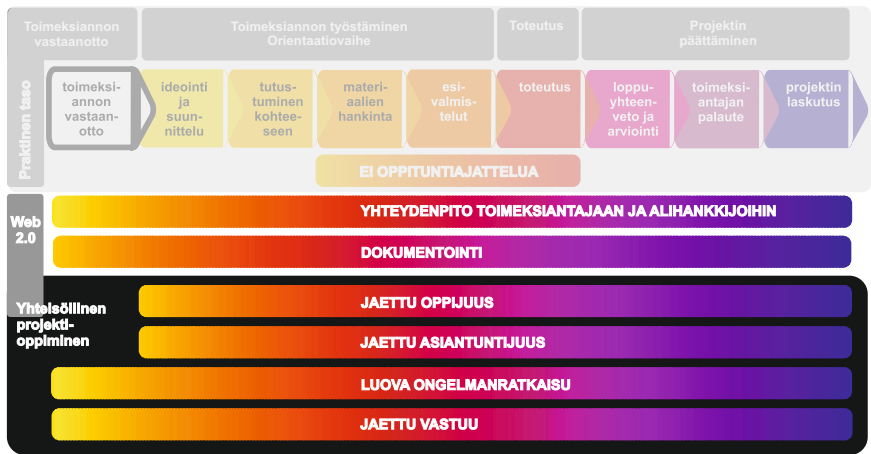 Toimeksiannon
vastaanotto
Toimeksiannon työstäminen
Orientaatiovaihe
Toteutus
Projektin
päättäminen
Praktinen taso
toimeksi-
annon
vastaan-
otto
ideointi
ja
suun-
nittelu
tutus-
tuminen
kohtee-
seen
materi-
aalien
hankinta
esi-
valmis-
telut
toteutus
loppu-
yhteen-
veto ja
arviointi
toimeksi-
antajan
palaute
projektin
laskutus
EI OPPITUNTIAJATTELUA
Web
2.0
YHTEYDENPITO TOIMEKSIANTAJAAN JA ALIHANKKIJOIHIN
DOKUMENTOINTI
Yhteisöllinen
projekti-
oppiminen
JAETTU OPPIJUUS
JAETTU ASIANTUNTIJUUS
LUOVA ONGELMANRATKAISU
JAETTU VASTUU